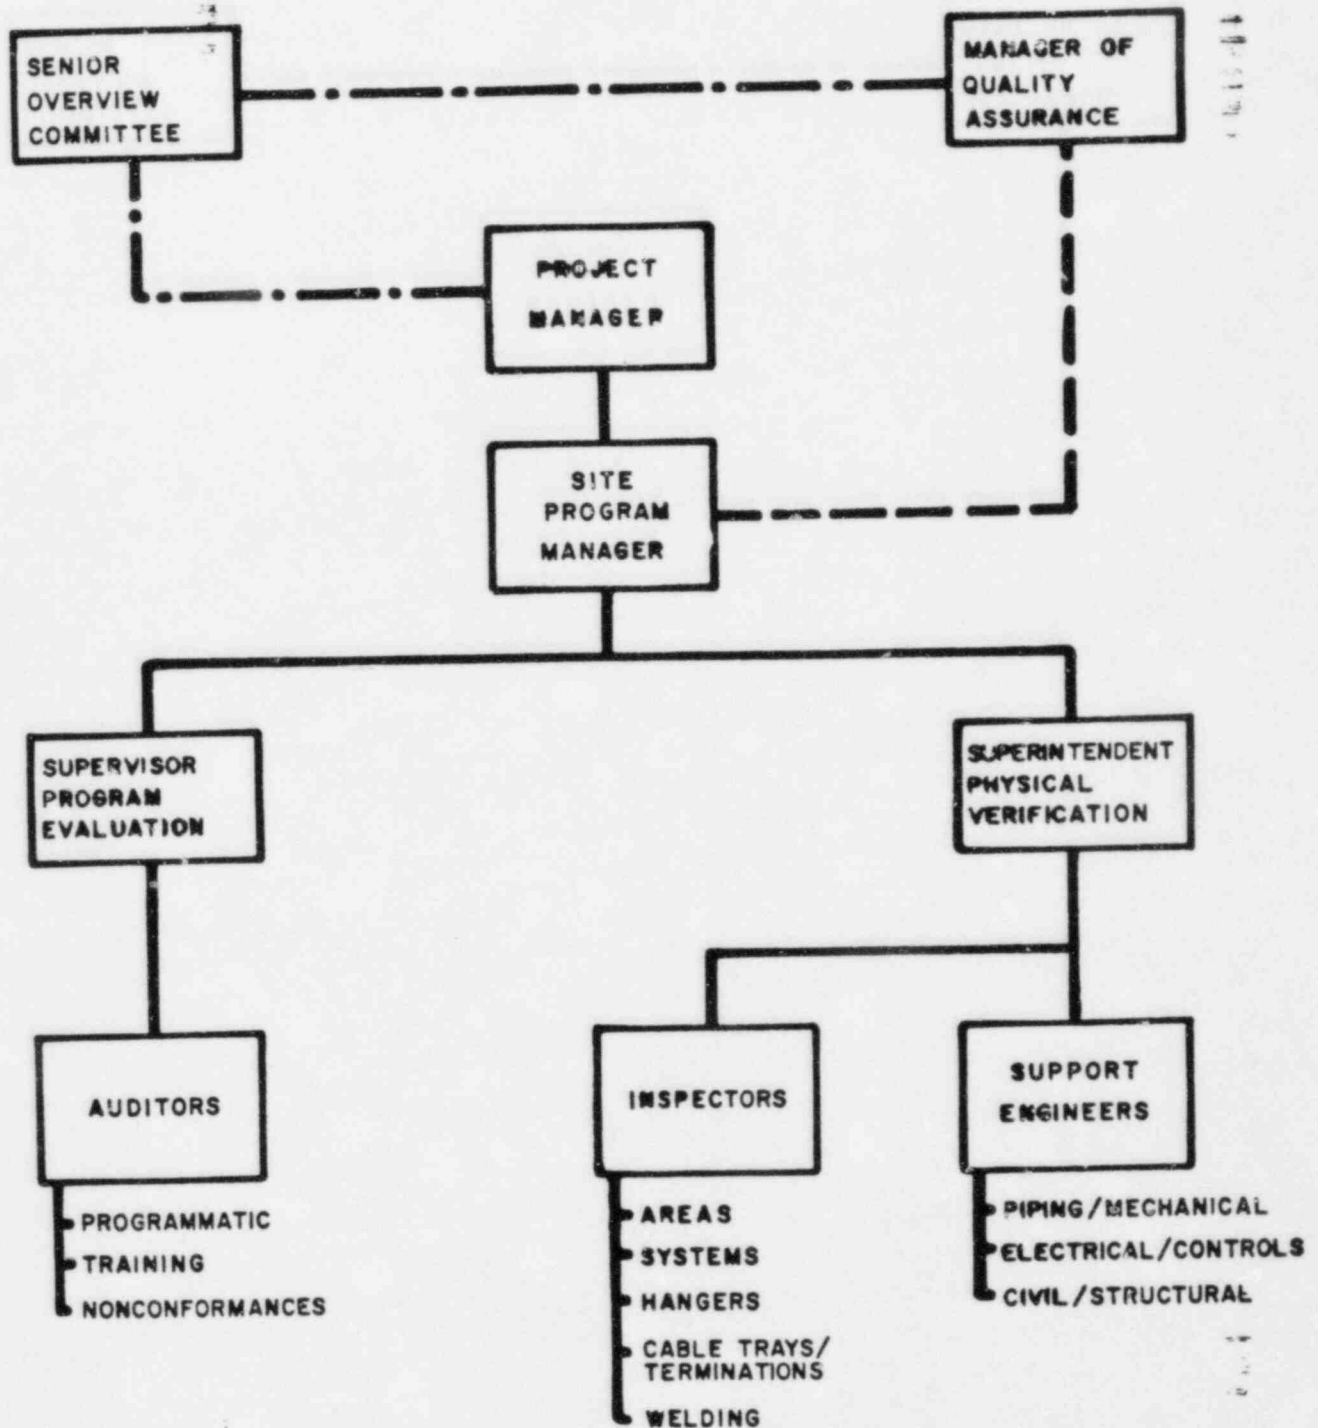 SENIOR
OVERVIEW
COMMITTEE
MANAGER OF
QUALITY
ASSURANCE
PROJECT
MANAGER
SITE
PROGRAM
MANAGER
SUPERVISOR
PROGRAM
EVALUATION
SUPERINTENDENT
PHYSICAL
VERIFICATION
AUDITORS
PROGRAMMATIC
TRAINING
NONCONFORMANCES
INSPECTORS
AREAS
SYSTEMS
HANGERS
CABLE TRAYS/
TERMINATIONS
WELDING
SUPPORT
ENGINEERS
PIPING/MECHANICAL
ELECTRICAL/CONTROLS
CIVIL/STRUCTURAL